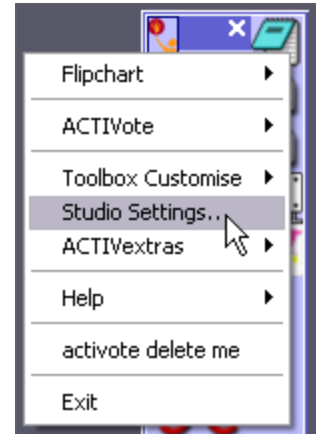 Flipchart
ACTIVote
Toolbox Customise
Studio Settings...
ACTIVextras
Help
activote delete me
Exit